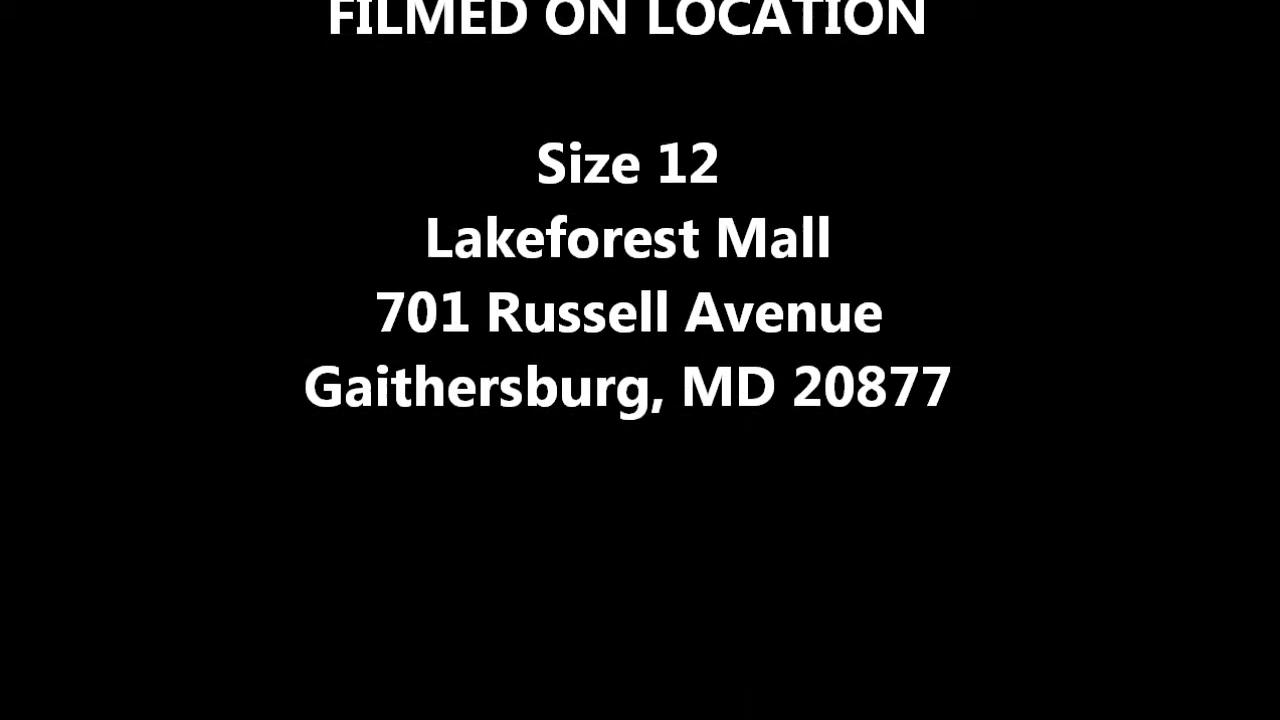 FILMED ON LOCATION
Size 12
Lakeforest Mall
701 Russell Avenue
Gaithersburg, MD 20877